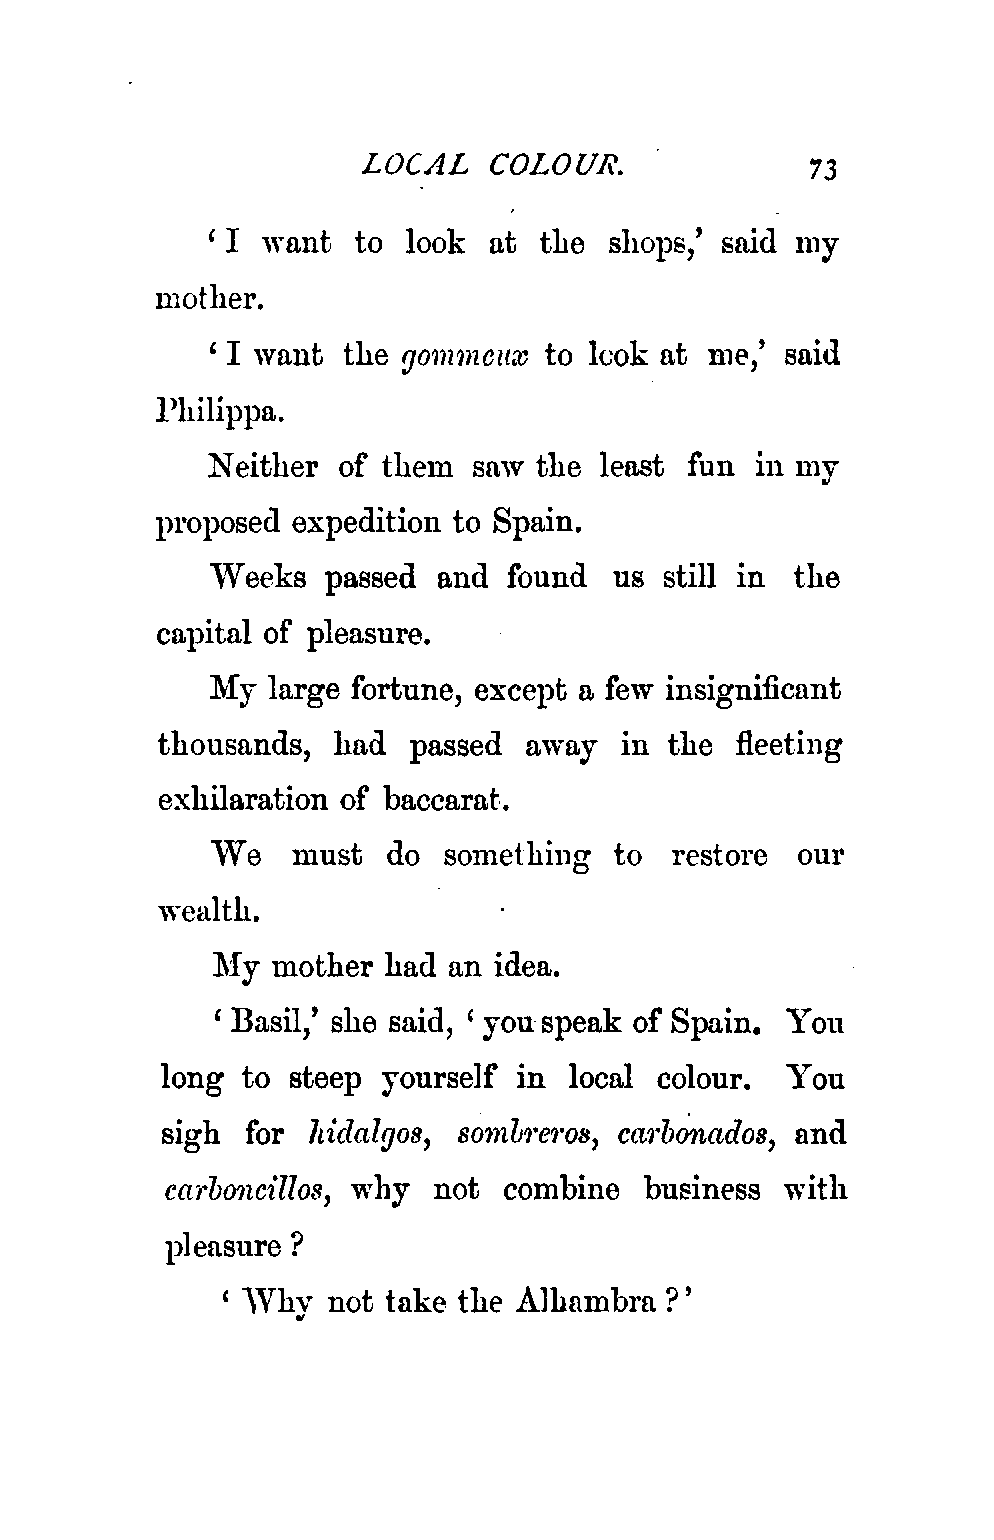 LOCAL COLOUR. 73
‘ I want to look at the shops,’ said my
mother.
‘ I want the gommeux to look at me,’ said
Philippa.
Neither of them saw the least fun in my
proposed expedition to Spain.
Weeks passed and found us still in the
capital of pleasure.
My large fortune, except a few insignificant
thousands, had passed away in the fleeting
exhilaration of baccarat.
We must do something to restore our
wealth.
My mother had an idea.
‘ Basil,’ she said, ‘ you speak of Spain. You
long to steep yourself in local colour. You
sigh for hidalgos, sombreros, carbonados, and
carboncillos, why not combine business with
pleasure ?
‘ Why not take the Alhambra ?’